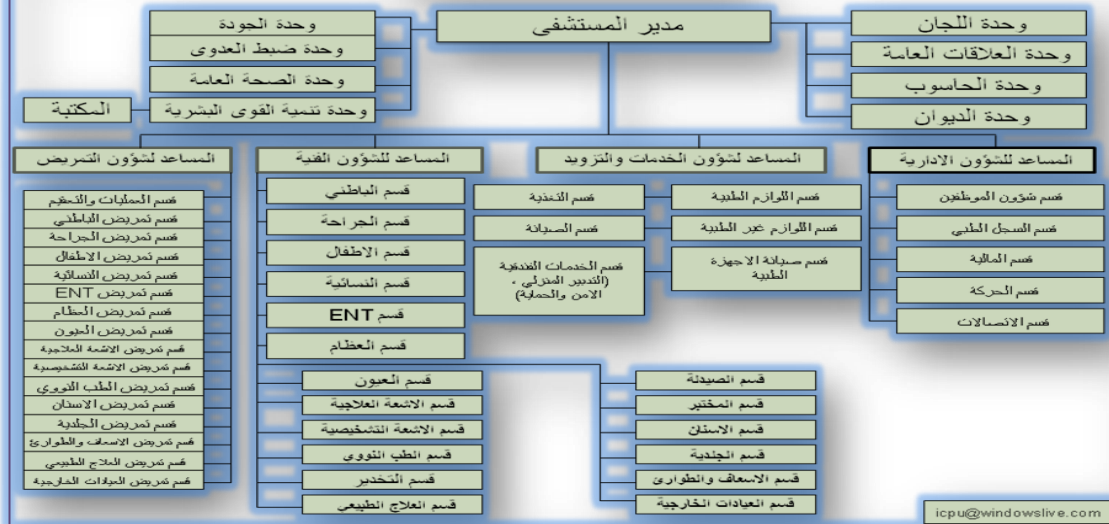 مدير المستشفى
وحدة اللجان
وحدة العلاقات العامة
وحدة الحاسوب
وحدة الديوان
وحدة الجودة
وحدة ضبط العدوى
وحدة الصحة العامة
وحدة تنمية القوى البشرية
المكتبة
المساعد للشؤون الادارية
قسم شؤون الموظفين
قسم السجل الطبي
قسم المالية
قسم الحركة
قسم الاتصالات
المساعد لشؤون الخدمات والتزويد
قسم اللوازم الطبية
قسم اللوازم غير الطبية
قسم صيانة الاجهزة
الطبية
قسم التغذية
قسم الصيانة
قسم الخدمات الفندقية
(التدبير المنزلي ،
الامن والحماية)
المساعد للشؤون الفنية
قسم الباطني
قسم الجراحة
قسم الاطفال
قسم النسائية
قسم ENT
قسم العظام
قسم العيون
قسم الاشعة العلاجية
قسم الاشعة التشخيصية
قسم الطب النووي
قسم التخدير
قسم العلاج الطبيعي
قسم الصيدلة
قسم المختبر
قسم الاسنان
قسم الجلدية
قسم الاسعاف والطوارئ
قسم العيادات الخارجية
المساعد لشؤون التمريض
قسم العمليات والتعقيم
قسم تمريض الباطني
قسم تمريض الجراحة
قسم تمريض الاطفال
قسم تمريض النسائية
قسم تمريض ENT
قسم تمريض العظام
قسم تمريض العيون
قسم تمريض الاشعة العلاجية
قسم تمريض الاشعة التشخيصية
قسم تمريض الطب النووي
قسم تمريض الاسنان
قسم تمريض الجلدية
قسم تمريض الاسعاف والطوارئ
قسم تمريض العلاج الطبيعي
قسم تمريض العيادات الخارجية
icpu@windowslive.com